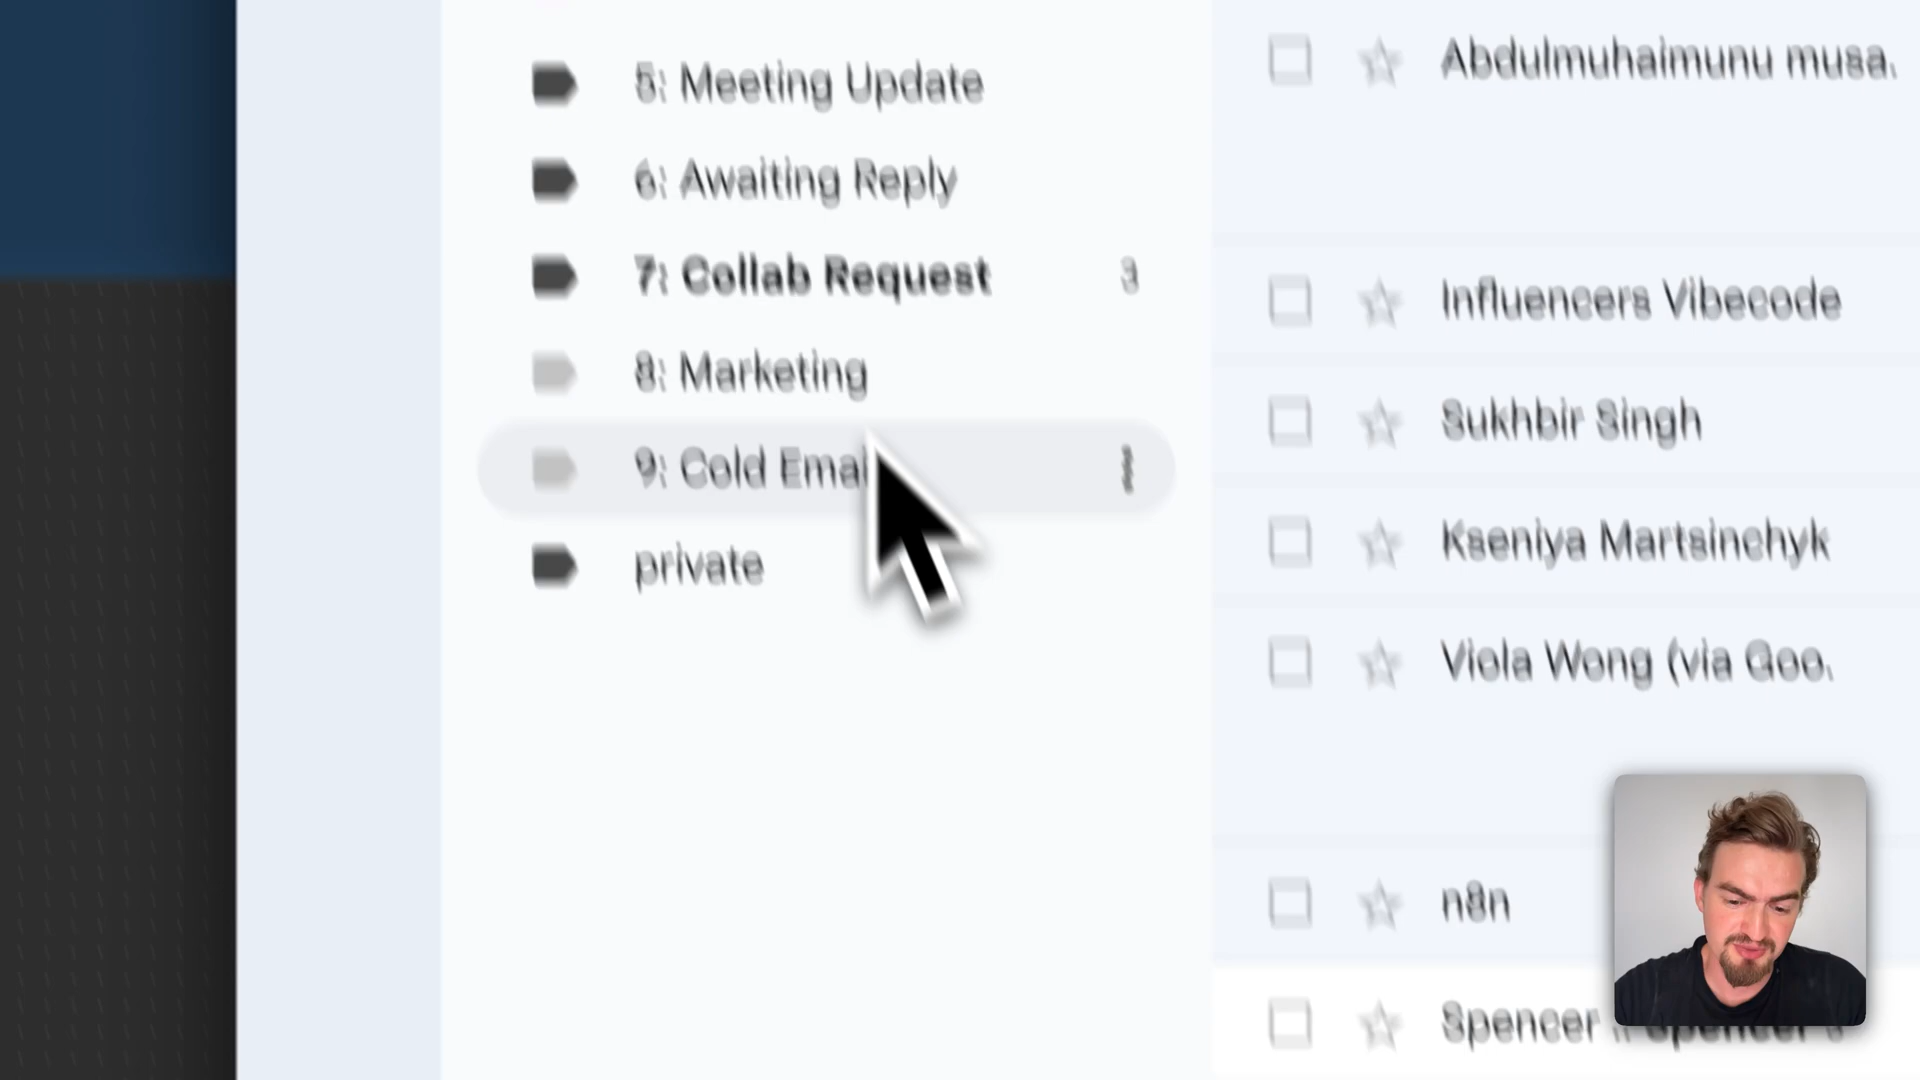 5: Meeting Update
6: Awaiting Reply
7: Collab Request 3
8: Marketing
9: Cold Emai
private
Abdulmuhaimunu musa.
Influencers Vibecode
Sukhbir Singh
Kseniya Martsinchyk
Viola Wong (via Goo.
n8n
Spencer